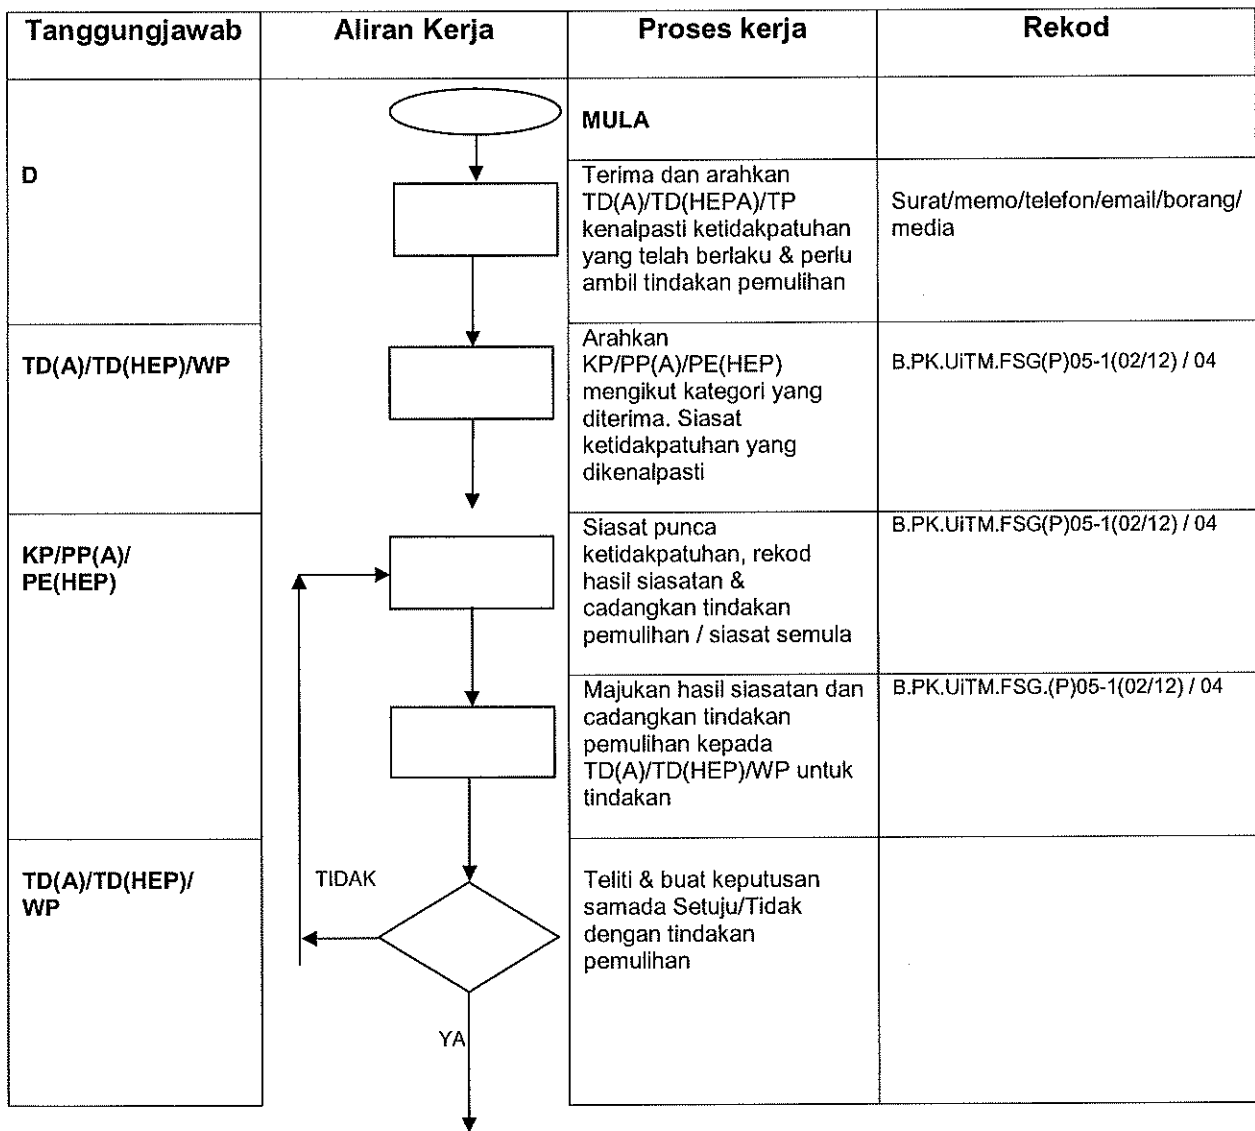 Tanggungjawab
Aliran Kerja
Proses kerja
Rekod
MULA
D
Terima dan arahkan
TD(A)/TD(HEPA)/TP
kenalpasti ketidakpatuhan
yang telah berlaku & perlu
ambil tindakan pemulihan
Surat/memo/telefon/email/borang/
media
TD(A)/TD(HEP)/WP
Arahkan
KP/PP(A)/PE(HEP)
mengikut kategori yang
diterima. Siasat
ketidakpatuhan yang
dikenalpasti
B.PK.UiTM.FSG(P)05-1(02/12) / 04
KP/PP(A)/
PE(HEP)
Siasat punca
ketidakpatuhan, rekod
hasil siasatan &
cadangkan tindakan
pemulihan / siasat semula
B.PK.UiTM.FSG(P)05-1(02/12) / 04
Majukan hasil siasatan dan
cadangkan tindakan
pemulihan kepada
TD(A)/TD(HEP)/WP untuk
tindakan
B.PK.UiTM.FSG.(P)05-1(02/12) / 04
TD(A)/TD(HEP)/
WP
TIDAK
Teliti & buat keputusan
samada Setuju/Tidak
dengan tindakan
pemulihan
YA